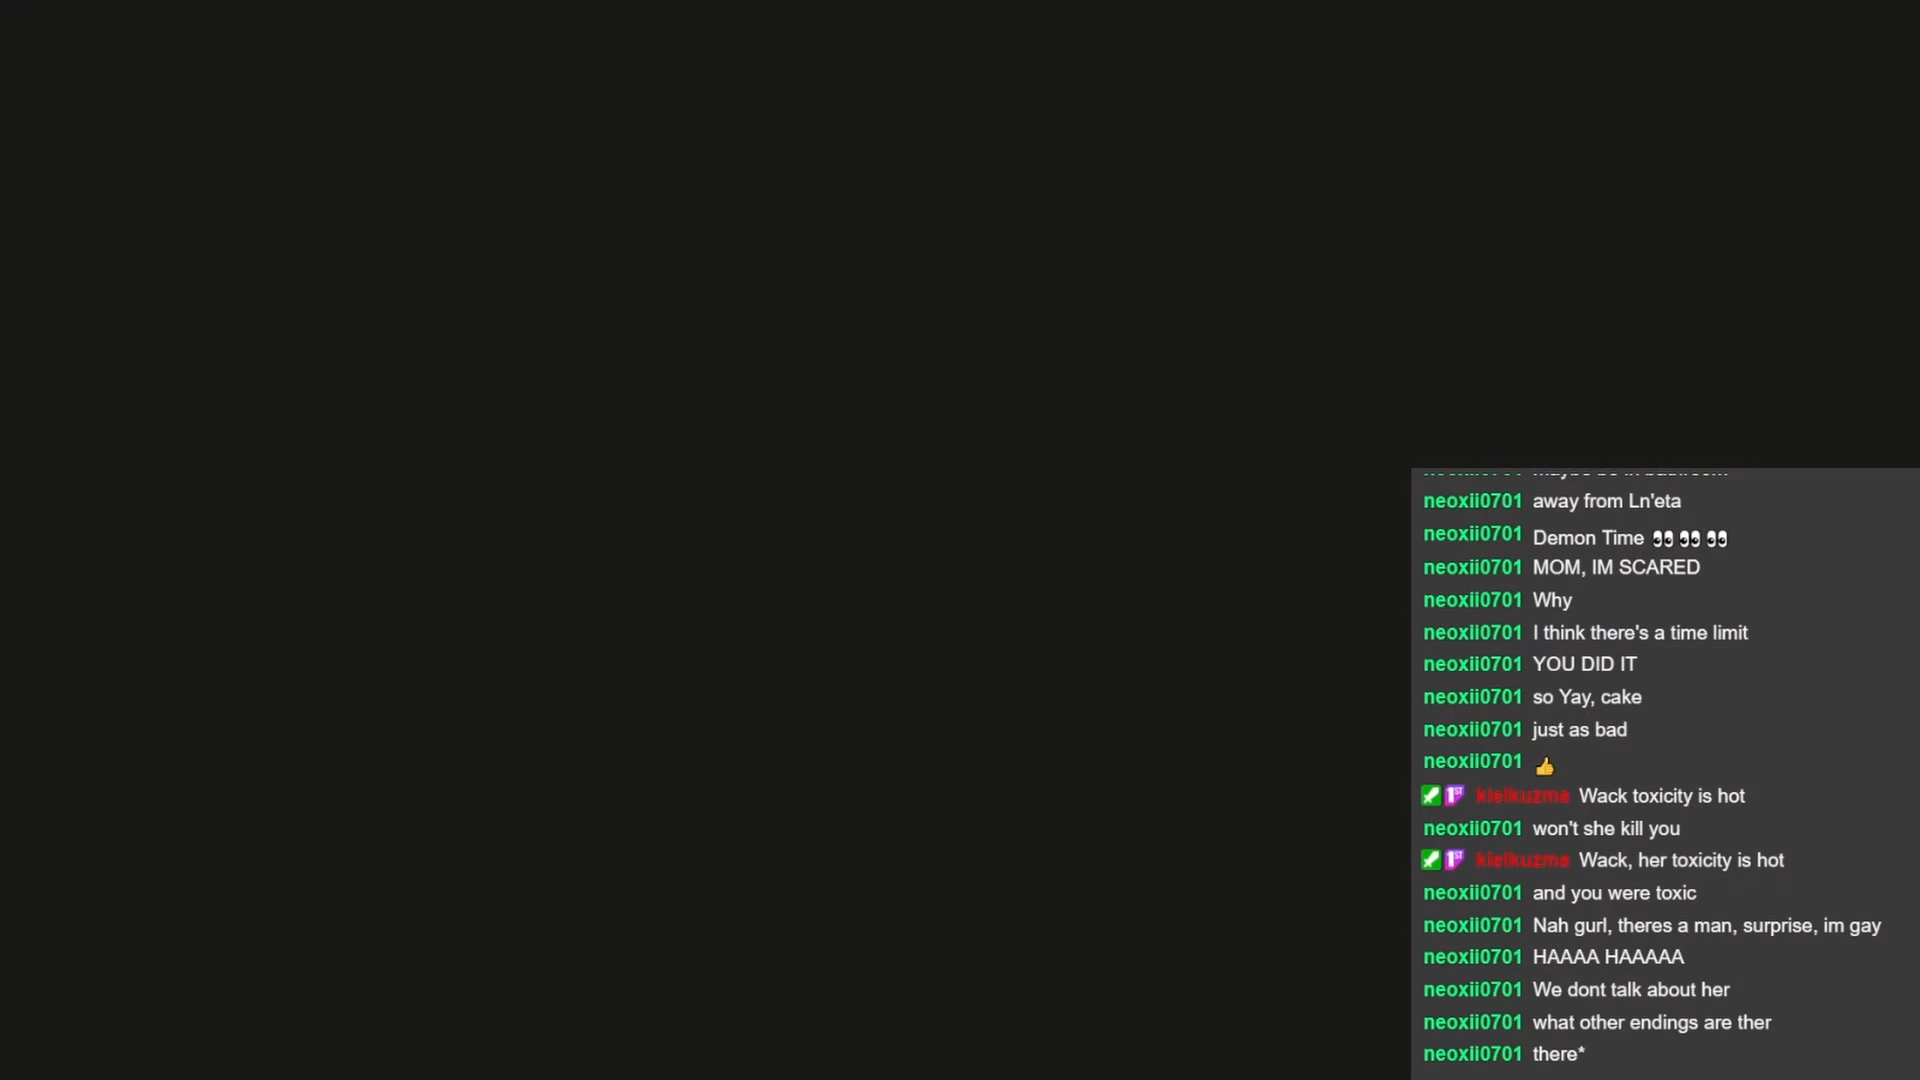 neoxii0701 away from Ln'eta
neoxii0701 Demon Time 👀 👀 👀
neoxii0701 MOM, IM SCARED
neoxii0701 Why
neoxii0701 I think there's a time limit
neoxii0701 YOU DID IT
neoxii0701 so Yay, cake
neoxii0701 just as bad
neoxii0701 👍
1ST kielkuzma Wack toxicity is hot
neoxii0701 won't she kill you
1ST kielkuzma Wack, her toxicity is hot
neoxii0701 and you were toxic
neoxii0701 Nah gurl, theres a man, surprise, im gay
neoxii0701 HAAAA HAAAAA
neoxii0701 We dont talk about her
neoxii0701 what other endings are ther
neoxii0701 there*